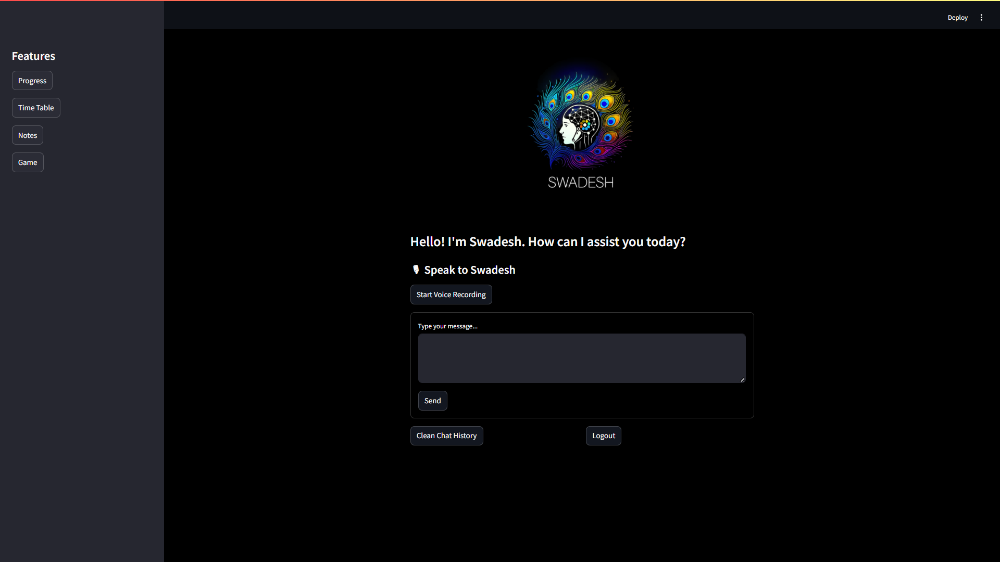 Deploy
Features
Progress
Time Table
Notes
Game
SWADESH
Hello! I'm Swadesh. How can I assist you today?
Speak to Swadesh
Start Voice Recording
Type your message...
Send
Clean Chat History
Logout